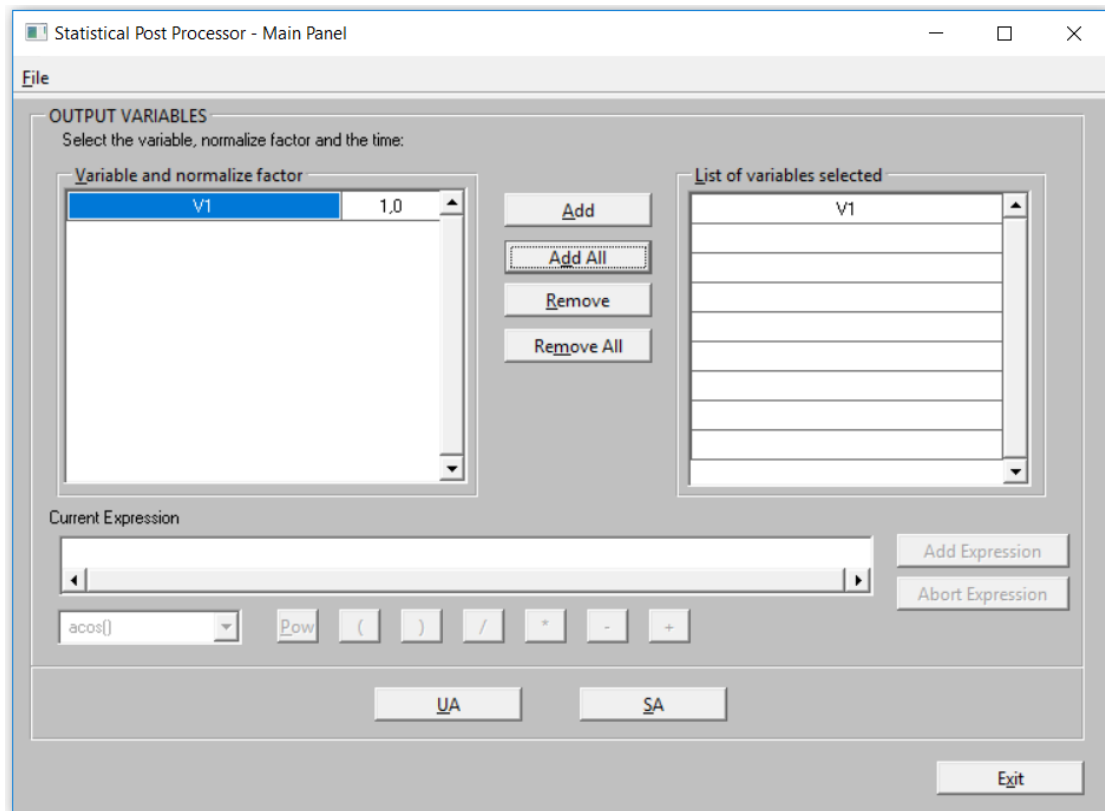 Statistical Post Processor - Main Panel
File
OUTPUT VARIABLES
Select the variable, normalize factor and the time:
Variable and normalize factor
List of variables selected
V1 1,0
Add
V1
Add All
Remove
Remove All
Current Expression
Add Expression
Abort Expression
acos() Pow ( ) / * - +
UA SA
Exit